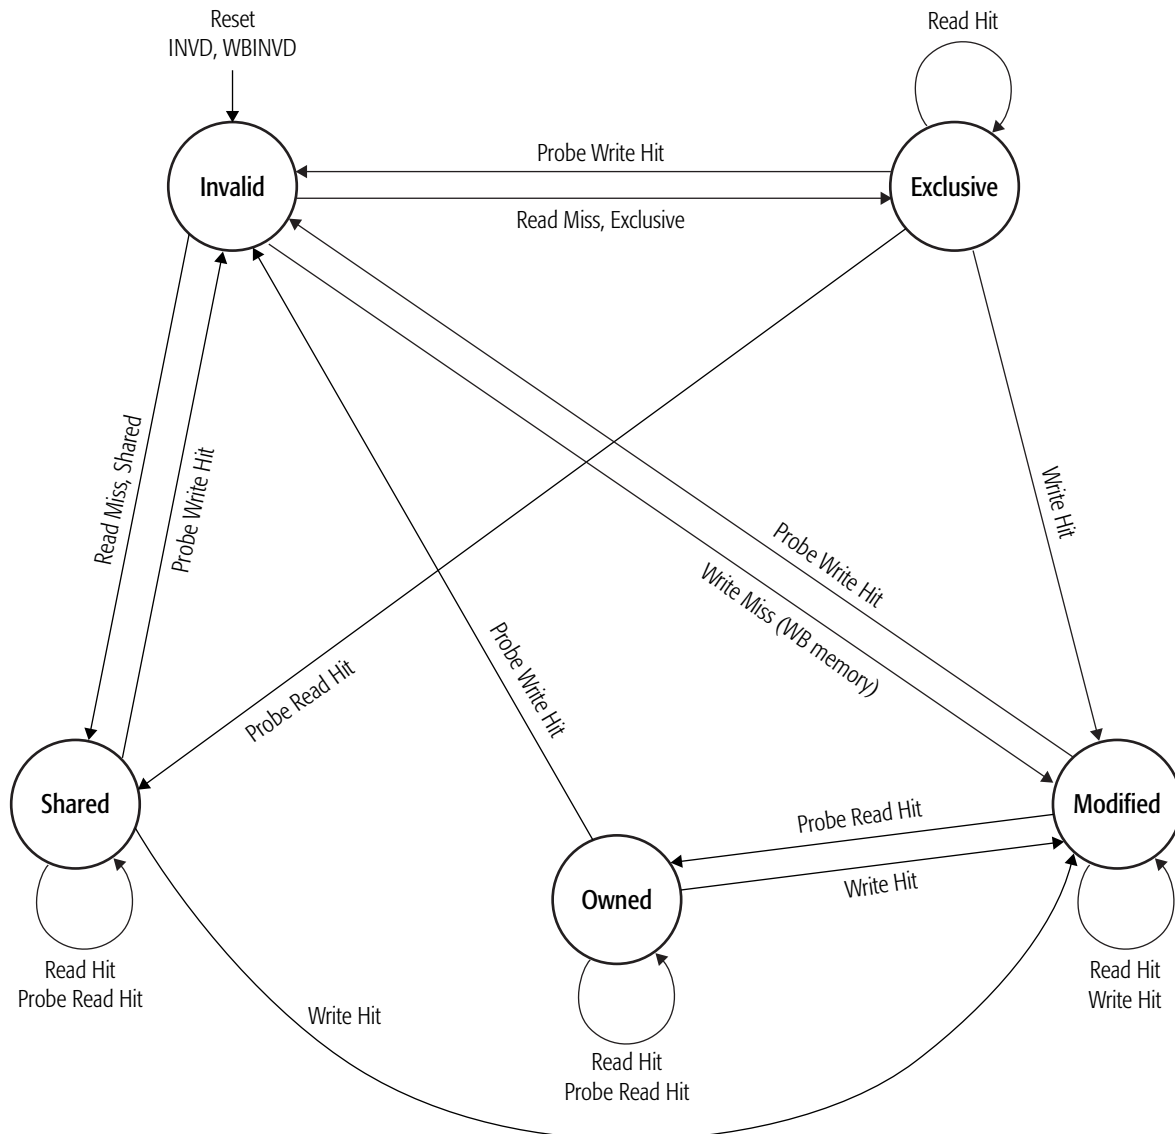 Reset
INVD, WBINVD
Read Hit
Invalid
Probe Write Hit
Exclusive
Read Miss, Exclusive
Read Miss, Shared
Probe Write Hit
Write Hit
Probe Write Hit
Write Miss (WB memory)
Probe Write Hit
Probe Read Hit
Shared
Modified
Probe Read Hit
Write Hit
Owned
Read Hit
Probe Read Hit
Read Hit
Write Hit
Write Hit
Read Hit
Probe Read Hit